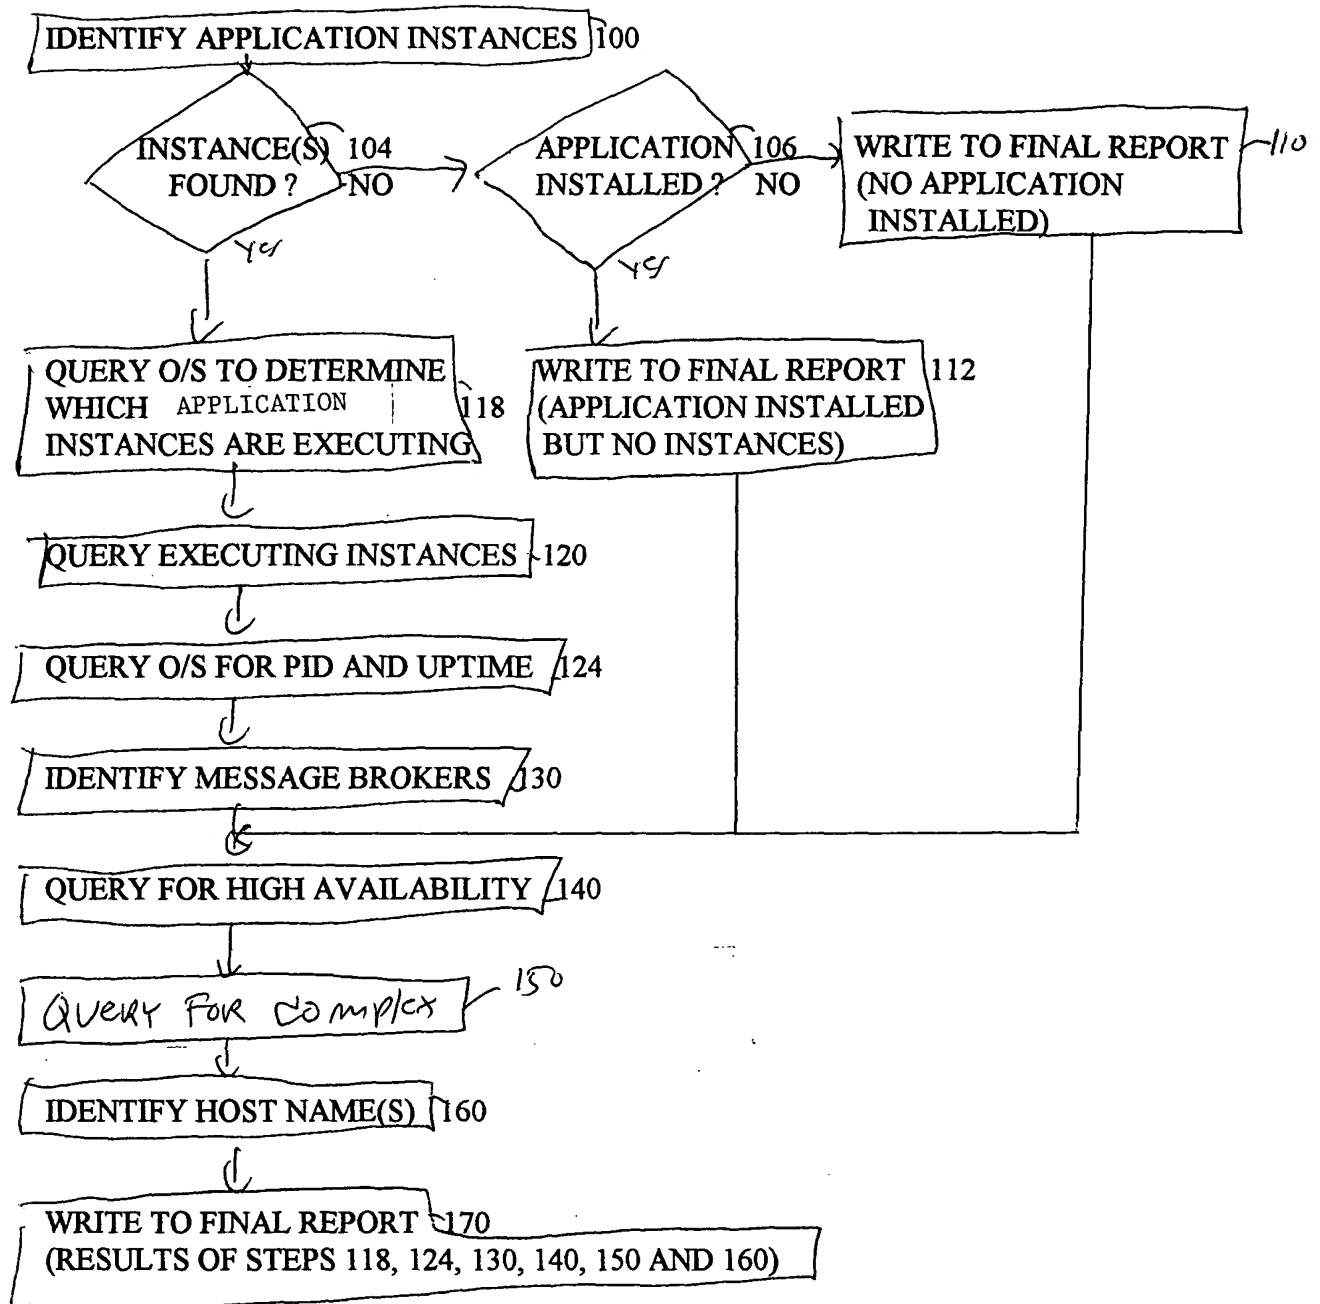 IDENTIFY APPLICATION INSTANCES 100
INSTANCE(S) 104
FOUND ? NO
Yes
APPLICATION 106
INSTALLED ? NO
Yes
WRITE TO FINAL REPORT 110
(NO APPLICATION
INSTALLED)
QUERY O/S TO DETERMINE
WHICH APPLICATION 118
INSTANCES ARE EXECUTING
WRITE TO FINAL REPORT 112
(APPLICATION INSTALLED
BUT NO INSTANCES)
QUERY EXECUTING INSTANCES 120
QUERY O/S FOR PID AND UPTIME 124
IDENTIFY MESSAGE BROKERS 130
QUERY FOR HIGH AVAILABILITY 140
QUERY FOR COMPLEX 150
IDENTIFY HOST NAME(S) 160
WRITE TO FINAL REPORT 170
(RESULTS OF STEPS 118, 124, 130, 140, 150 AND 160)